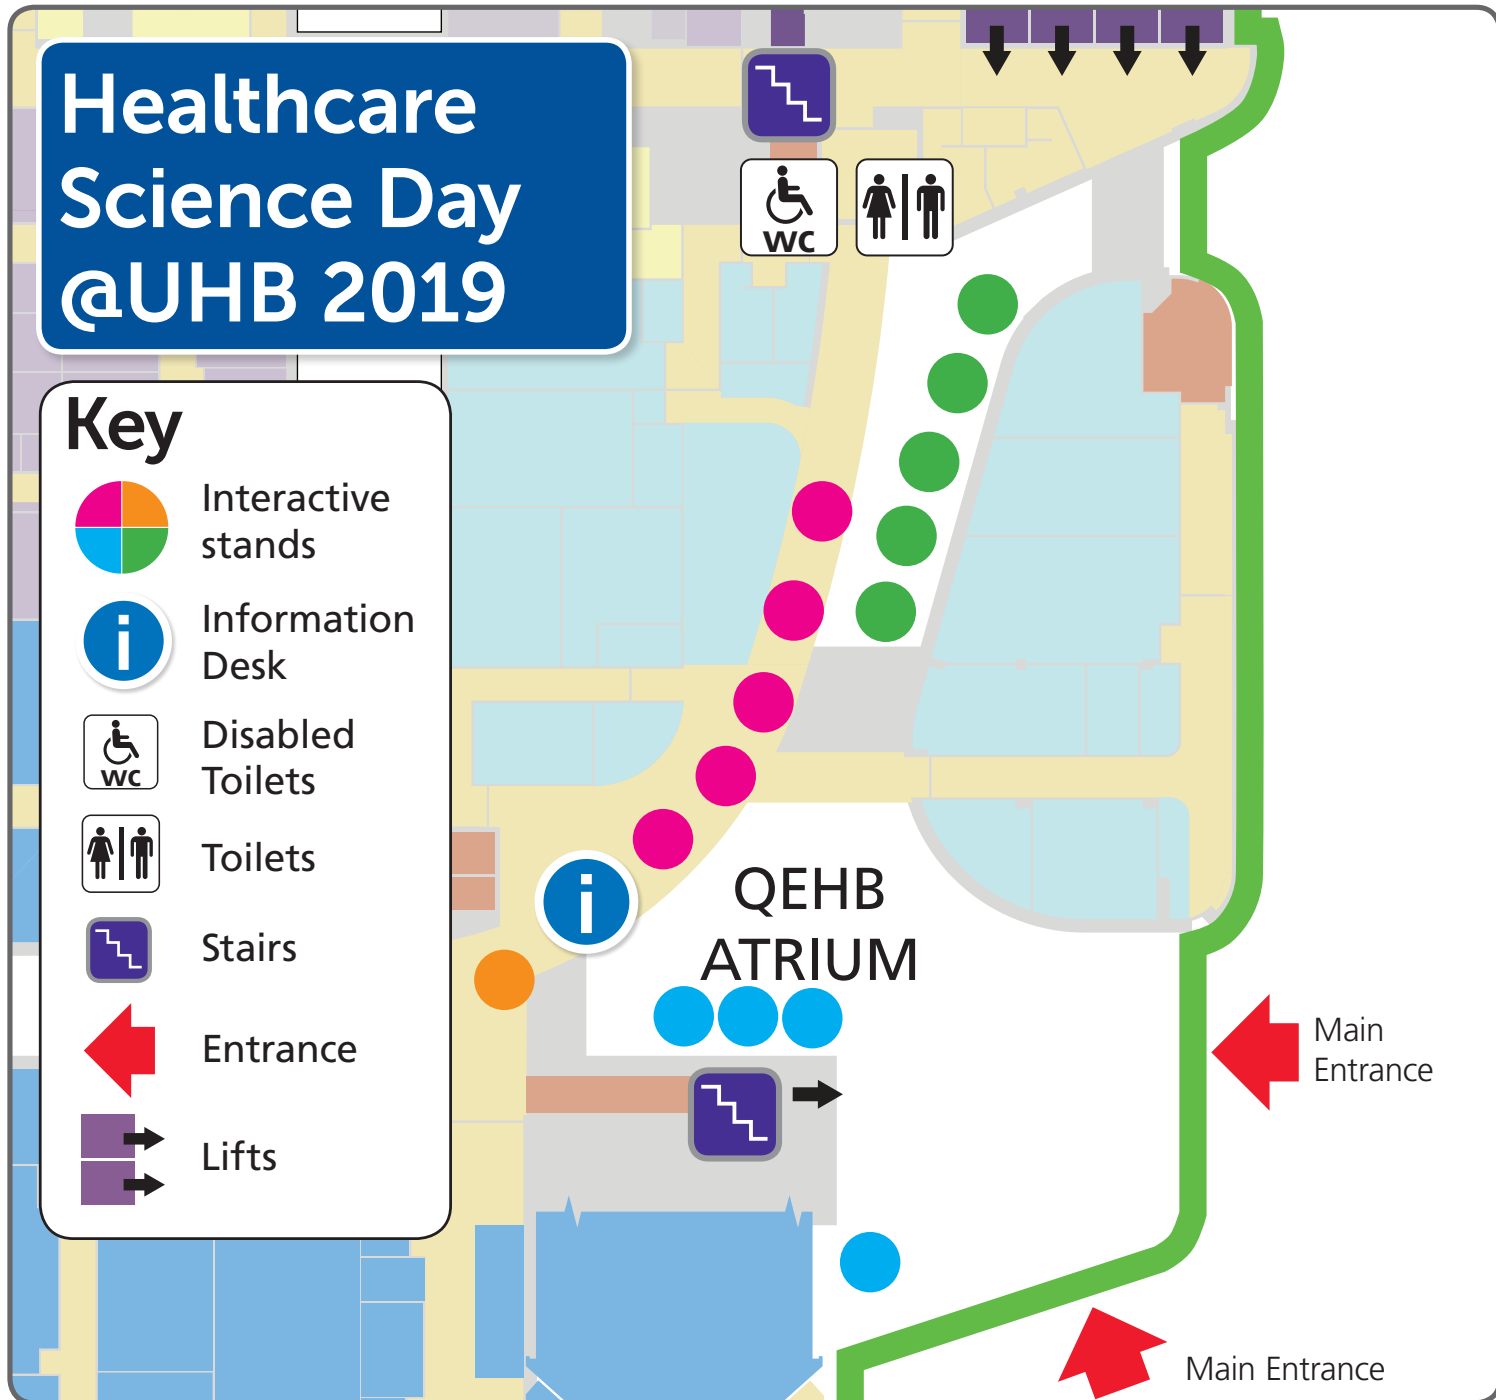 Healthcare
Science Day
@UHB 2019
Key
Interactive
stands
i
Information
Desk
WC
Disabled
Toilets
Toilets
Stairs
Entrance
Lifts
WC
i
QEHB
ATRIUM
Main
Entrance
Main Entrance